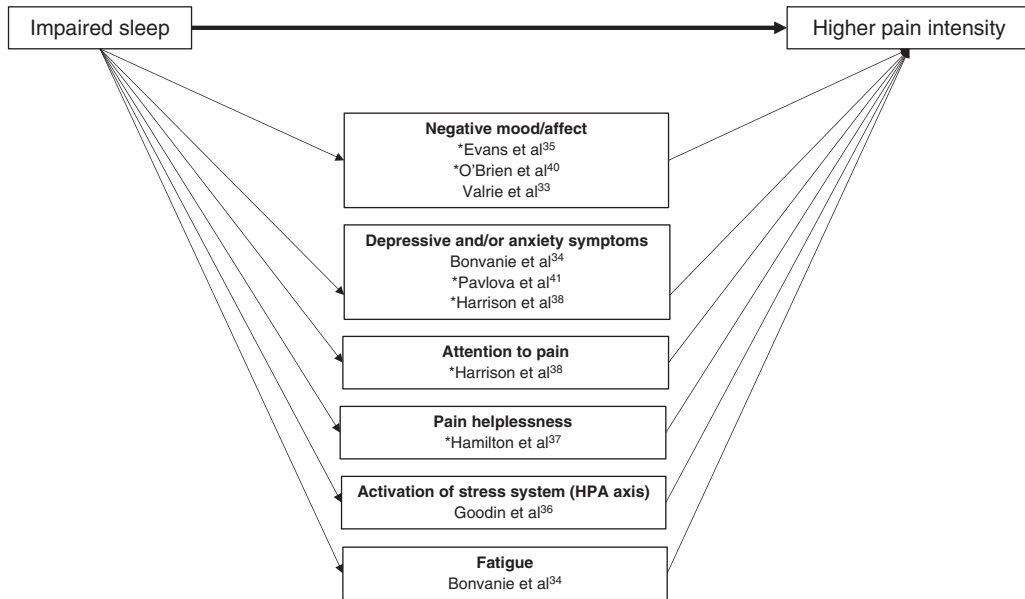 Impaired sleep
Higher pain intensity
Negative mood/affect
*Evans et al35
*O'Brien et al40
Valrie et al33
Depressive and/or anxiety symptoms
Bonvanie et al34
*Pavlova et al41
*Harrison et al38
Attention to pain
*Harrison et al38
Pain helplessness
*Hamilton et al37
Activation of stress system (HPA axis)
Goodin et al36
Fatigue
Bonvanie et al34